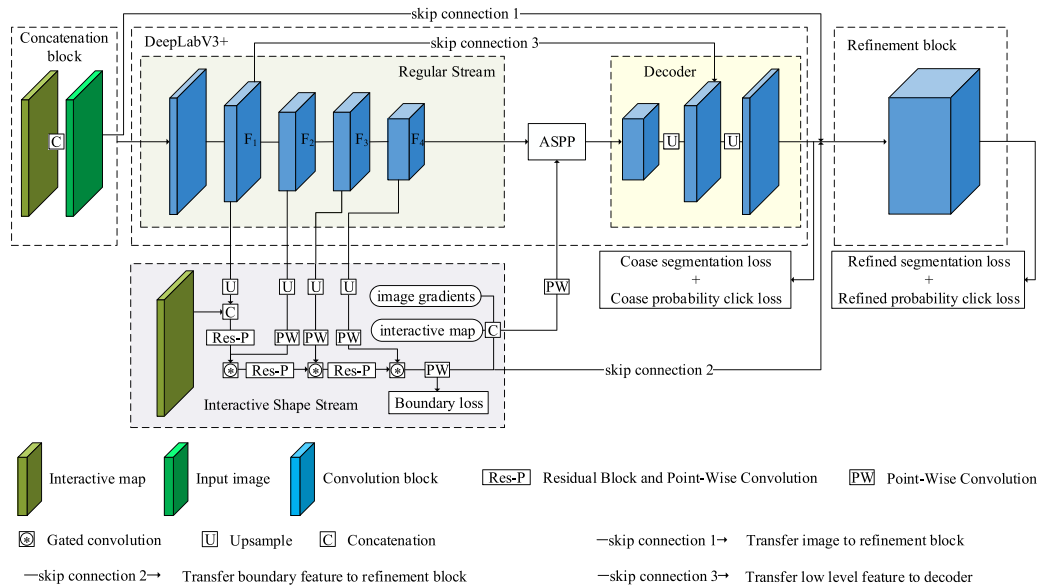 skip connection 1
Concatenation
block
DeepLabV3+
skip connection 3
Refinement block
Regular Stream
Decoder
C
F1
F2
F3
F4
ASPP
U
U
U
U
U
U
PW
Coase segmentation loss
+
Coase probability click loss
Refined segmentation loss
+
Refined probability click loss
image gradients
C
interactive map
C
Res-P
PW
PW
PW
Res-P
Res-P
PW
skip connection 2
Interactive Shape Stream
Boundary loss
Interactive map
Input image
Convolution block
Res-P
Residual Block and Point-Wise Convolution
PW
Point-Wise Convolution
Gated convolution
U
Upsample
C
Concatenation
skip connection 1
Transfer image to refinement block
skip connection 2
Transfer boundary feature to refinement block
skip connection 3
Transfer low level feature to decoder